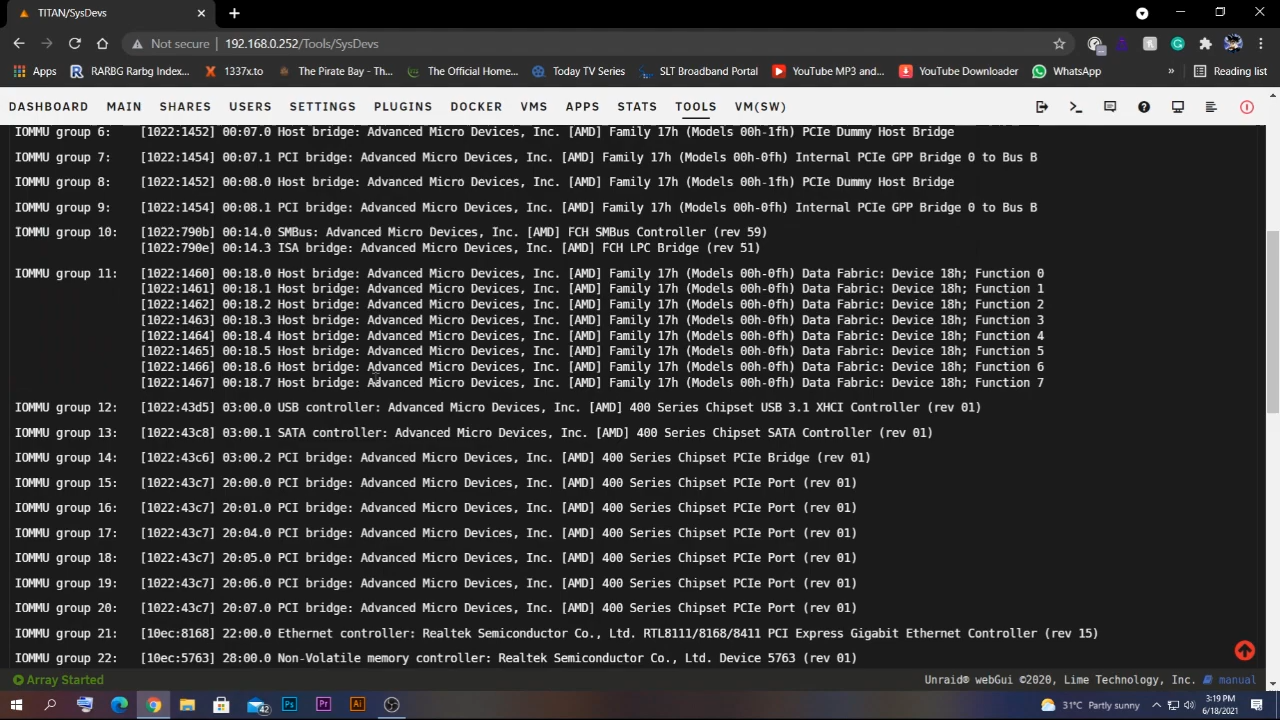 TITAN/SysDevs
Not secure 192.168.0.252/Tools/SysDevs
Apps RARBG Rarbg Index... 1337x.to The Pirate Bay - Th... The Official Home... Today TV Series SLT Broadband Portal YouTube MP3 and... YouTube Downloader WhatsApp » Reading list
DASHBOARD MAIN SHARES USERS SETTINGS PLUGINS DOCKER VMS APPS STATS TOOLS VM(SW)
IOMMU group 6: [1022:1452] 00:07.0 Host bridge: Advanced Micro Devices, Inc. [AMD] Family 17h (Models 00h-1fh) PCIe Dummy Host Bridge
IOMMU group 7: [1022:1454] 00:07.1 PCI bridge: Advanced Micro Devices, Inc. [AMD] Family 17h (Models 00h-0fh) Internal PCIe GPP Bridge 0 to Bus B
IOMMU group 8: [1022:1452] 00:08.0 Host bridge: Advanced Micro Devices, Inc. [AMD] Family 17h (Models 00h-1fh) PCIe Dummy Host Bridge
IOMMU group 9: [1022:1454] 00:08.1 PCI bridge: Advanced Micro Devices, Inc. [AMD] Family 17h (Models 00h-0fh) Internal PCIe GPP Bridge 0 to Bus B
IOMMU group 10: [1022:790b] 00:14.0 SMBus: Advanced Micro Devices, Inc. [AMD] FCH SMBus Controller (rev 59)
[1022:790e] 00:14.3 ISA bridge: Advanced Micro Devices, Inc. [AMD] FCH LPC Bridge (rev 51)
IOMMU group 11: [1022:1460] 00:18.0 Host bridge: Advanced Micro Devices, Inc. [AMD] Family 17h (Models 00h-0fh) Data Fabric: Device 18h; Function 0
[1022:1461] 00:18.1 Host bridge: Advanced Micro Devices, Inc. [AMD] Family 17h (Models 00h-0fh) Data Fabric: Device 18h; Function 1
[1022:1462] 00:18.2 Host bridge: Advanced Micro Devices, Inc. [AMD] Family 17h (Models 00h-0fh) Data Fabric: Device 18h; Function 2
[1022:1463] 00:18.3 Host bridge: Advanced Micro Devices, Inc. [AMD] Family 17h (Models 00h-0fh) Data Fabric: Device 18h; Function 3
[1022:1464] 00:18.4 Host bridge: Advanced Micro Devices, Inc. [AMD] Family 17h (Models 00h-0fh) Data Fabric: Device 18h; Function 4
[1022:1465] 00:18.5 Host bridge: Advanced Micro Devices, Inc. [AMD] Family 17h (Models 00h-0fh) Data Fabric: Device 18h; Function 5
[1022:1466] 00:18.6 Host bridge: Advanced Micro Devices, Inc. [AMD] Family 17h (Models 00h-0fh) Data Fabric: Device 18h; Function 6
[1022:1467] 00:18.7 Host bridge: Advanced Micro Devices, Inc. [AMD] Family 17h (Models 00h-0fh) Data Fabric: Device 18h; Function 7
IOMMU group 12: [1022:43d5] 03:00.0 USB controller: Advanced Micro Devices, Inc. [AMD] 400 Series Chipset USB 3.1 XHCI Controller (rev 01)
IOMMU group 13: [1022:43c8] 03:00.1 SATA controller: Advanced Micro Devices, Inc. [AMD] 400 Series Chipset SATA Controller (rev 01)
IOMMU group 14: [1022:43c6] 03:00.2 PCI bridge: Advanced Micro Devices, Inc. [AMD] 400 Series Chipset PCIe Bridge (rev 01)
IOMMU group 15: [1022:43c7] 20:00.0 PCI bridge: Advanced Micro Devices, Inc. [AMD] 400 Series Chipset PCIe Port (rev 01)
IOMMU group 16: [1022:43c7] 20:01.0 PCI bridge: Advanced Micro Devices, Inc. [AMD] 400 Series Chipset PCIe Port (rev 01)
IOMMU group 17: [1022:43c7] 20:04.0 PCI bridge: Advanced Micro Devices, Inc. [AMD] 400 Series Chipset PCIe Port (rev 01)
IOMMU group 18: [1022:43c7] 20:05.0 PCI bridge: Advanced Micro Devices, Inc. [AMD] 400 Series Chipset PCIe Port (rev 01)
IOMMU group 19: [1022:43c7] 20:06.0 PCI bridge: Advanced Micro Devices, Inc. [AMD] 400 Series Chipset PCIe Port (rev 01)
IOMMU group 20: [1022:43c7] 20:07.0 PCI bridge: Advanced Micro Devices, Inc. [AMD] 400 Series Chipset PCIe Port (rev 01)
IOMMU group 21: [10ec:8168] 22:00.0 Ethernet controller: Realtek Semiconductor Co., Ltd. RTL8111/8168/8411 PCI Express Gigabit Ethernet Controller (rev 15)
IOMMU group 22: [10ec:5763] 28:00.0 Non-Volatile memory controller: Realtek Semiconductor Co., Ltd. Device 5763 (rev 01)
Array Started Unraid® webGui ©2020, Lime Technology, Inc. manual
42 Ps Pr Ai 31°C Partly sunny 3:19 PM
6/18/2021